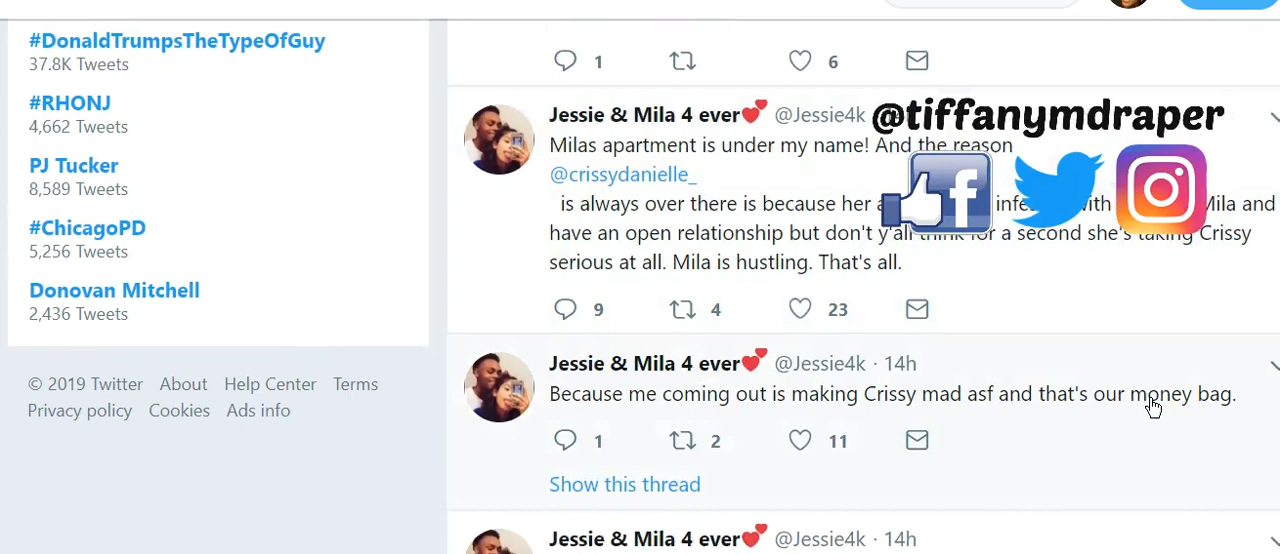 #DonaldTrumpsTheTypeOfGuy
37.8K Tweets
#RHONJ
4,662 Tweets
PJ Tucker
8,589 Tweets
#ChicagoPD
5,256 Tweets
Donovan Mitchell
2,436 Tweets
© 2019 Twitter About Help Center Terms
Privacy policy Cookies Ads info
1 6
Jessie & Mila 4 ever @Jessie4k
@tiffanymdraper
Milas apartment is under my name! And the reason
@crissydanielle_
is always over there is because her with Mila and
have an open relationship but don't y'all think for a second she's taking Crissy
serious at all. Mila is hustling. That's all.
9 4 23
Jessie & Mila 4 ever @Jessie4k · 14h
Because me coming out is making Crissy mad asf and that's our money bag.
1 2 11
Show this thread
Jessie & Mila 4 ever @Jessie4k · 14h